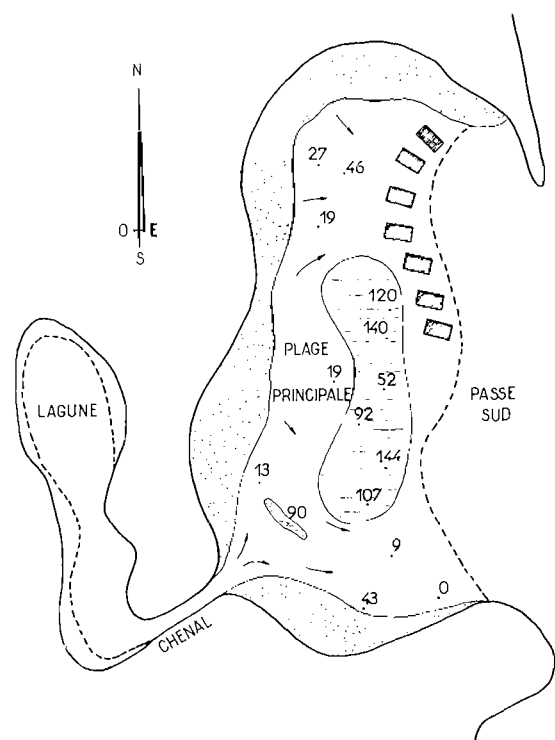 N
O E
S
27
46
19
120
140
PLAGE
19
52
PRINCIPALE
LAGUNE
PASSE
SUD
92
144
13
107
90
9
0
43
CHENAL